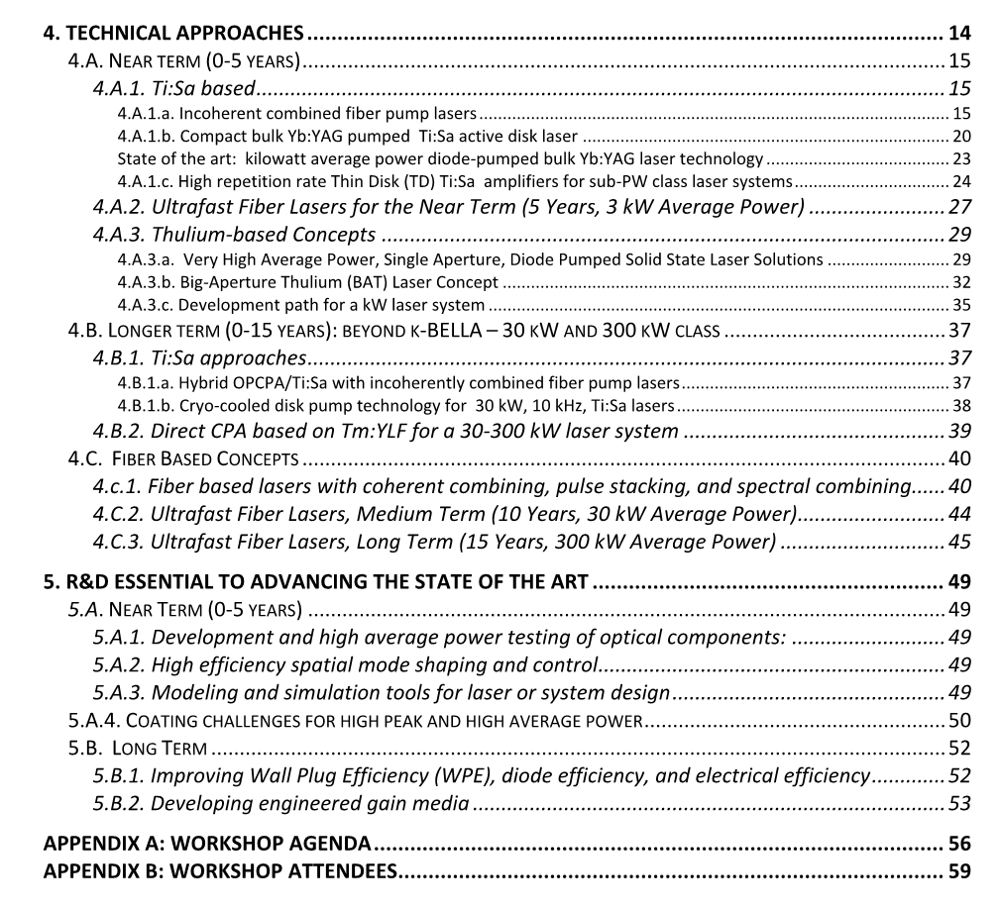 4. TECHNICAL APPROACHES ........ 14
4.A. Near term (0-5 years) ........ 15
4.A.1. Ti:Sa based ........ 15
4.A.1.a. Incoherent combined fiber pump lasers ........ 15
4.A.1.b. Compact bulk Yb:YAG pumped  Ti:Sa active disk laser ........ 20
State of the art:  kilowatt average power diode-pumped bulk Yb:YAG laser technology ........ 23
4.A.1.c. High repetition rate Thin Disk (TD) Ti:Sa  amplifiers for sub-PW class laser systems ........ 24
4.A.2. Ultrafast Fiber Lasers for the Near Term (5 Years, 3 kW Average Power) ........ 27
4.A.3. Thulium-based Concepts ........ 29
4.A.3.a.  Very High Average Power, Single Aperture, Diode Pumped Solid State Laser Solutions ........ 29
4.A.3.b. Big-Aperture Thulium (BAT) Laser Concept ........ 32
4.A.3.c. Development path for a kW laser system ........ 35
4.B. Longer term (0-15 years): beyond k-BELLA – 30 kW and 300 kW class ........ 37
4.B.1. Ti:Sa approaches ........ 37
4.B.1.a. Hybrid OPCPA/Ti:Sa with incoherently combined fiber pump lasers ........ 37
4.B.1.b. Cryo-cooled disk pump technology for  30 kW, 10 kHz, Ti:Sa lasers ........ 38
4.B.2. Direct CPA based on Tm:YLF for a 30-300 kW laser system ........ 39
4.C.  Fiber Based Concepts ........ 40
4.c.1. Fiber based lasers with coherent combining, pulse stacking, and spectral combining ...... 40
4.C.2. Ultrafast Fiber Lasers, Medium Term (10 Years, 30 kW Average Power) ........ 44
4.C.3. Ultrafast Fiber Lasers, Long Term (15 Years, 300 kW Average Power) ........ 45
5. R&D ESSENTIAL TO ADVANCING THE STATE OF THE ART ........ 49
5.A. Near Term (0-5 years) ........ 49
5.A.1. Development and high average power testing of optical components: ........ 49
5.A.2. High efficiency spatial mode shaping and control ........ 49
5.A.3. Modeling and simulation tools for laser or system design ........ 49
5.A.4. Coating challenges for high peak and high average power ........ 50
5.B.  Long Term ........ 52
5.B.1. Improving Wall Plug Efficiency (WPE), diode efficiency, and electrical efficiency ........ 52
5.B.2. Developing engineered gain media ........ 53
APPENDIX A: WORKSHOP AGENDA ........ 56
APPENDIX B: WORKSHOP ATTENDEES ........ 59